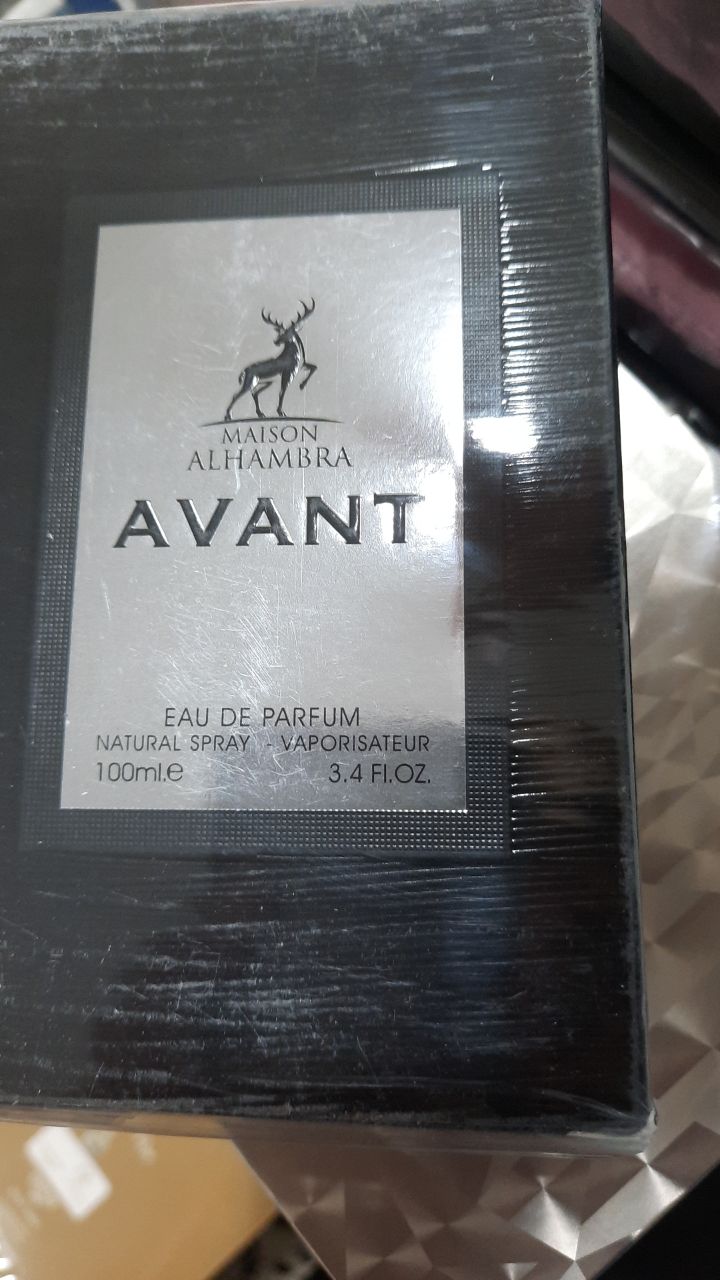 MAISON
ALHAMBRA
AVANT
EAU DE PARFUM
NATURAL SPRAY - VAPORISATEUR
100ml.e 3.4 Fl.OZ.